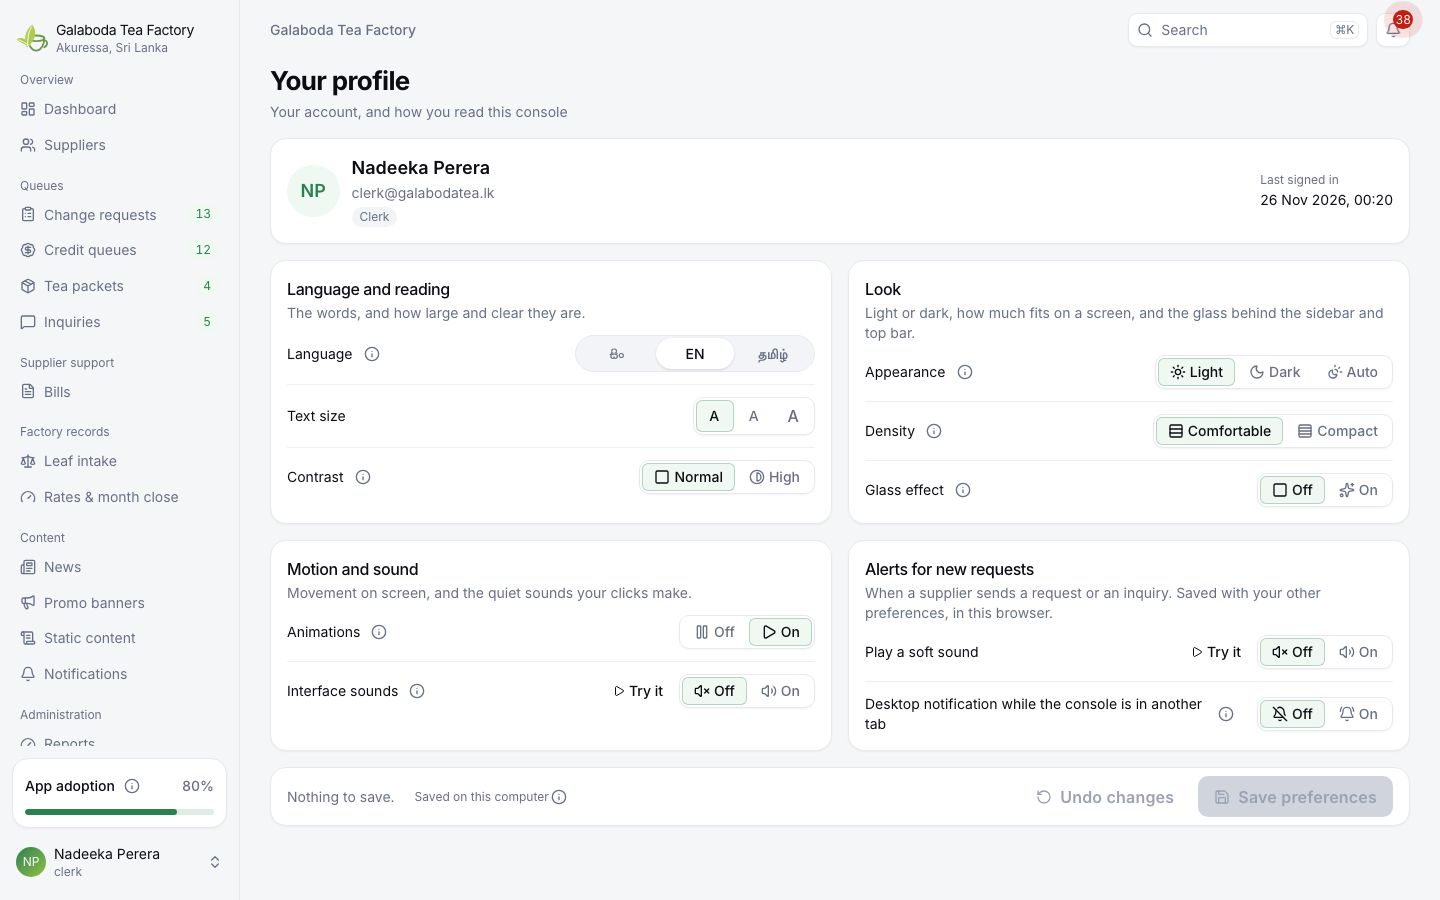 Galaboda Tea Factory
Akuressa, Sri Lanka
Overview
Dashboard
Suppliers
Queues
Change requests 13
Credit queues 12
Tea packets 4
Inquiries 5
Supplier support
Bills
Factory records
Leaf intake
Rates & month close
Content
News
Promo banners
Static content
Notifications
Administration
Reports
App adoption 80%
NP Nadeeka Perera
clerk
Galaboda Tea Factory
Search ⌘K
38
Your profile
Your account, and how you read this console
NP
Nadeeka Perera
clerk@galabodatea.lk
Clerk
Last signed in
26 Nov 2026, 00:20
Language and reading
The words, and how large and clear they are.
Language සිං EN தமிழ்
Text size A A A
Contrast Normal High
Look
Light or dark, how much fits on a screen, and the glass behind the sidebar and
top bar.
Appearance Light Dark Auto
Density Comfortable Compact
Glass effect Off On
Motion and sound
Movement on screen, and the quiet sounds your clicks make.
Animations Off On
Interface sounds Try it Off On
Alerts for new requests
When a supplier sends a request or an inquiry. Saved with your other
preferences, in this browser.
Play a soft sound Try it Off On
Desktop notification while the console is in another
tab
Off On
Nothing to save. Saved on this computer Undo changes Save preferences